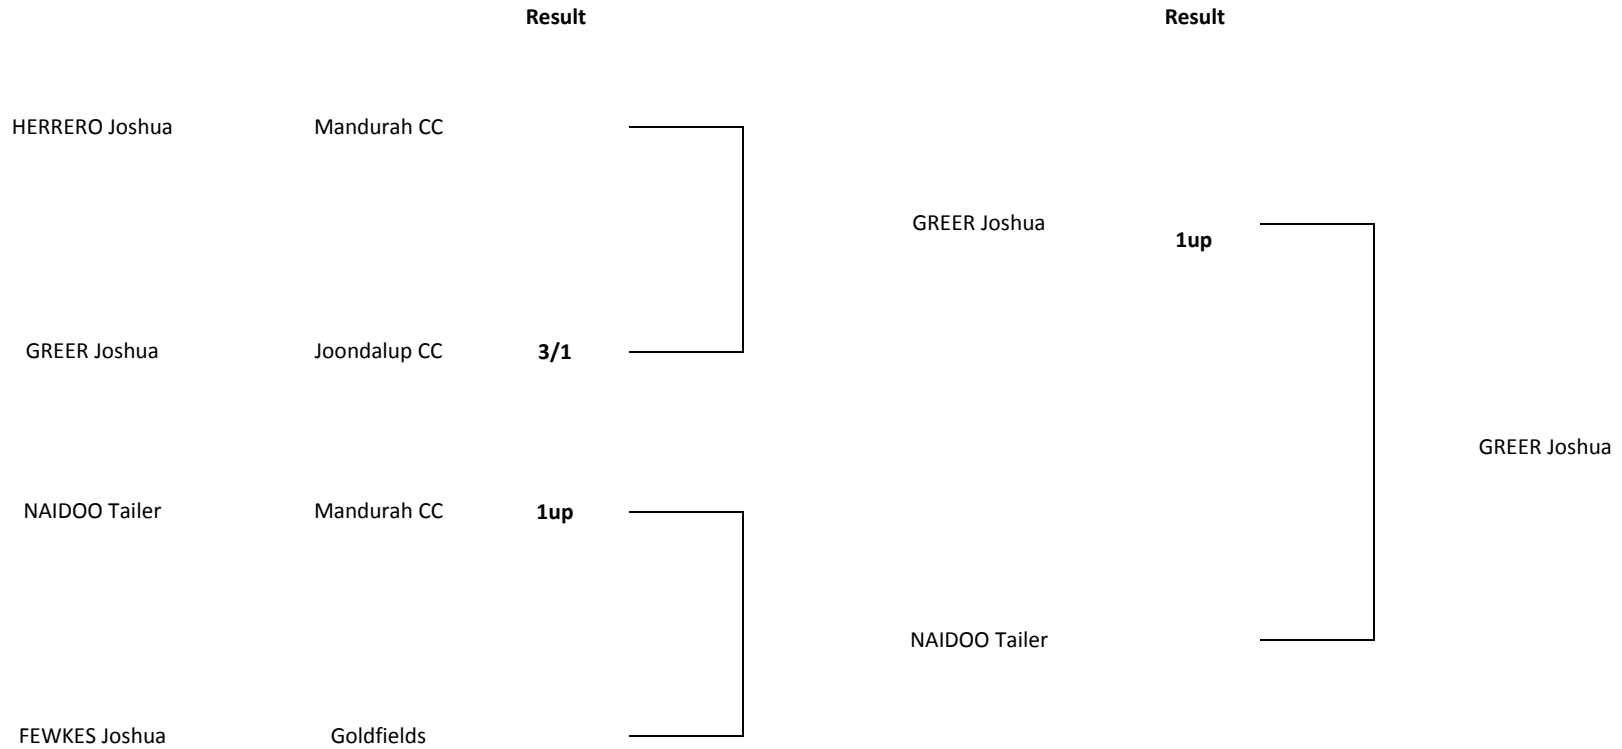 Result Result
HERRERO Joshua Mandurah CC
GREER Joshua 1up
GREER Joshua Joondalup CC 3/1
GREER Joshua
NAIDOO Tailer Mandurah CC 1up
NAIDOO Tailer
FEWKES Joshua Goldfields